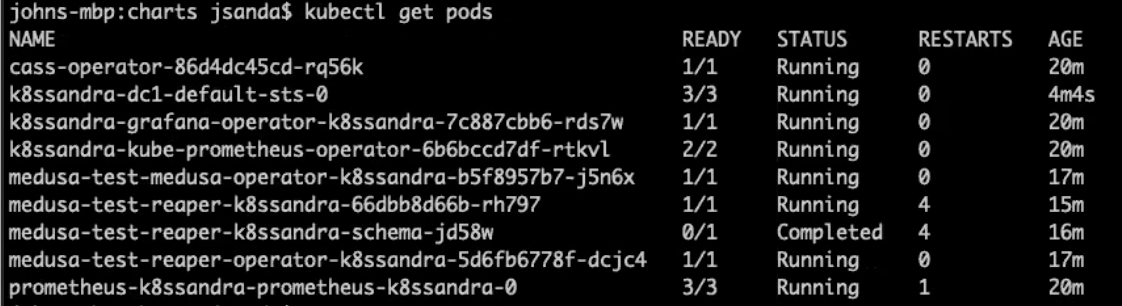 johns-mbp:charts jsanda$ kubectl get pods
NAME READY STATUS RESTARTS AGE
cass-operator-86d4dc45cd-rq56k 1/1 Running 0 20m
k8ssandra-dc1-default-sts-0 3/3 Running 0 4m4s
k8ssandra-grafana-operator-k8ssandra-7c887cbb6-rds7w 1/1 Running 0 20m
k8ssandra-kube-prometheus-operator-6b6bccd7df-rtkvl 2/2 Running 0 20m
medusa-test-medusa-operator-k8ssandra-b5f8957b7-j5n6x 1/1 Running 0 17m
medusa-test-reaper-k8ssandra-66dbb8d66b-rh797 1/1 Running 4 15m
medusa-test-reaper-k8ssandra-schema-jd58w 0/1 Completed 4 16m
medusa-test-reaper-operator-k8ssandra-5d6fb6778f-dcjc4 1/1 Running 0 17m
prometheus-k8ssandra-prometheus-k8ssandra-0 3/3 Running 1 20m